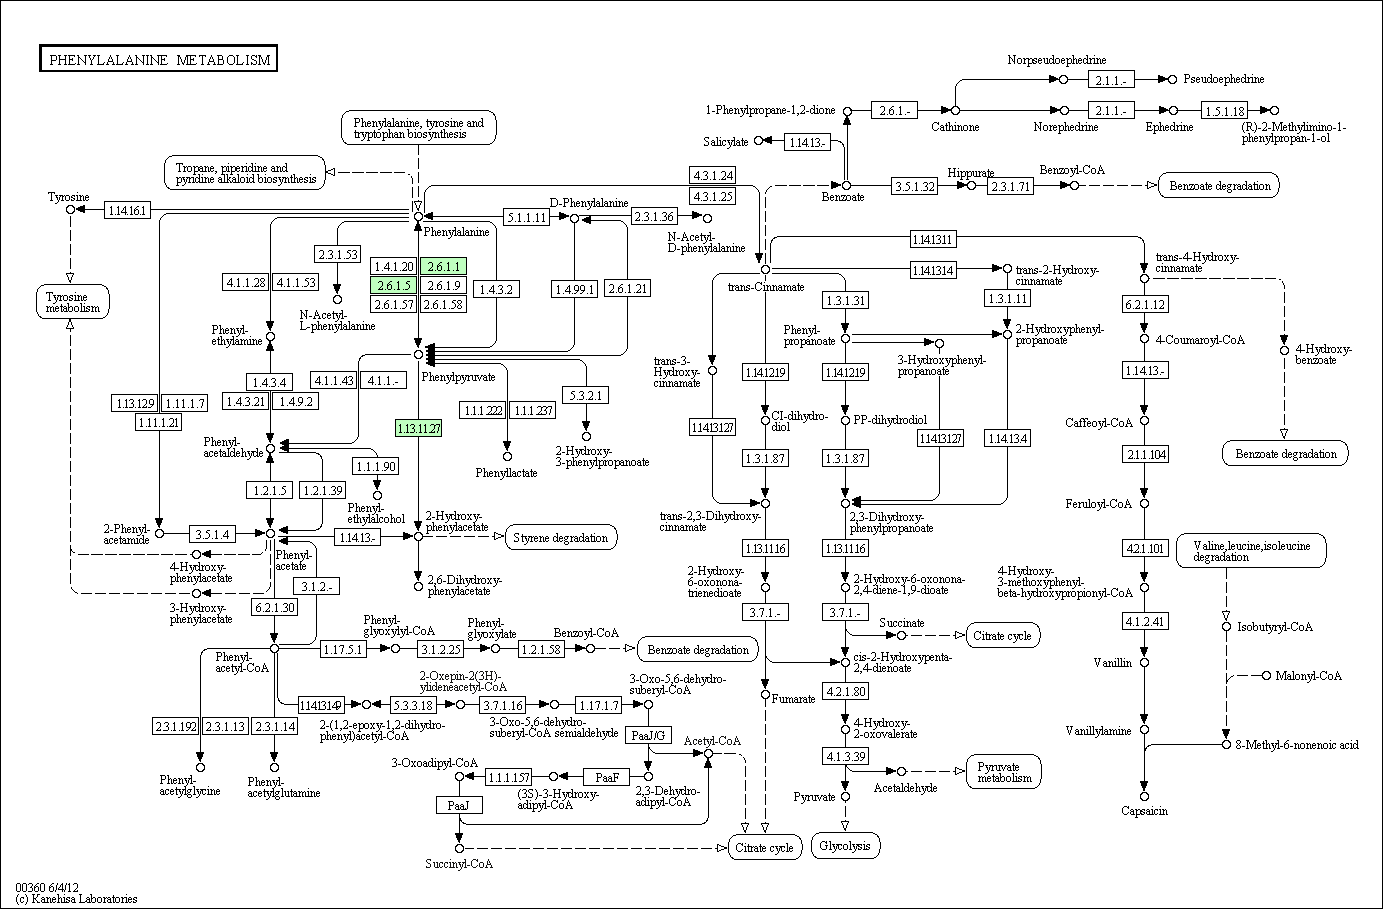 PHENYLALANINE METABOLISM
Norpseudoephedrine
2.1.1.-
Pseudoephedrine
1-Phenylpropane-1,2-dione
2.6.1.-
Cathinone
Norephedrine
2.1.1.-
Ephedrine
1.5.1.18
(R)-2-Methylimino-1-
phenylpropan-1-ol
Phenylalanine, tyrosine and
tryptophan biosynthesis
Salicylate
1.14.13.-
Tropane, piperidine and
pyridine alkaloid biosynthesis
4.3.1.24
4.3.1.25
Benzoate
3.5.1.32
Hippurate
2.3.1.71
Benzoyl-CoA
Benzoate degradation
Tyrosine
1.14.16.1
Phenylalanine
5.1.1.11
D-Phenylalanine
2.3.1.36
N-Acetyl-
D-phenylalanine
2.3.1.53
1.4.1.20
2.6.1.1
2.6.1.5
2.6.1.9
2.6.1.57
2.6.1.58
1.4.3.2
1.4.99.1
2.6.1.21
4.1.1.28
4.1.1.53
N-Acetyl-
L-phenylalanine
Tyrosine
metabolism
1.14.1311
1.14.1314
trans-Cinnamate
trans-2-Hydroxy-
cinnamate
trans-4-Hydroxy-
cinnamate
1.3.1.31
1.3.1.11
6.2.1.12
Phenyl-
ethylamine
Phenyl-
propanoate
2-Hydroxyphenyl-
propanoate
4-Coumaroyl-CoA
4-Hydroxy-
benzoate
Phenylpyruvate
trans-3-
Hydroxy-
cinnamate
3-Hydroxyphenyl-
propanoate
1.4.3.4
1.4.3.21
1.4.9.2
4.1.1.43
4.1.1.-
1.14.1219
1.14.1219
1.14.13.-
1.13.129
1.11.1.7
1.11.1.21
1.1.1.222
1.1.1.237
5.3.2.1
1.13.11.27
CI-dihydro-
diol
PP-dihydrodiol
Caffeoyl-CoA
11413127
11413127
1.14.13.4
Phenyl-
acetaldehyde
1.1.1.90
Phenyllactate
2-Hydroxy-
3-phenylpropanoate
1.3.1.87
1.3.1.87
2.1.1.104
Benzoate degradation
1.2.1.5
1.2.1.39
Phenyl-
ethylalcohol
trans-2,3-Dihydroxy-
cinnamate
2,3-Dihydroxy-
phenylpropanoate
Feruloyl-CoA
2-Phenyl-
acetamide
3.5.1.4
Phenyl-
acetate
1.14.13.-
2-Hydroxy-
phenylacetate
Styrene degradation
1.13.1116
1.13.1116
4.2.1.101
Valine,leucine,isoleucine
degradation
4-Hydroxy-
phenylacetate
3-Hydroxy-
phenylacetate
3.1.2.-
6.2.1.30
2,6-Dihydroxy-
phenylacetate
2-Hydroxy-
6-oxonona-
trienedioate
2-Hydroxy-6-oxonona-
2,4-diene-1,9-dioate
4-Hydroxy-
3-methoxyphenyl-
beta-hydroxypropionyl-CoA
3.7.1.-
3.7.1.-
4.1.2.41
Isobutyryl-CoA
Phenyl-
acetyl-CoA
1.17.5.1
Phenyl-
glyoxylyl-CoA
3.1.2.25
Phenyl-
glyoxylate
1.2.1.58
Benzoyl-CoA
Benzoate degradation
Succinate
Citrate cycle
cis-2-Hydroxypenta-
2,4-dienoate
Vanillin
Malonyl-CoA
11413149
2-(1,2-epoxy-1,2-dihydro-
phenyl)acetyl-CoA
5.3.3.18
2-Oxepin-2(3H)-
ylideneacetyl-CoA
3.7.1.16
3-Oxo-5,6-dehydro-
suberyl-CoA semialdehyde
1.17.1.7
3-Oxo-5,6-dehydro-
suberyl-CoA
Fumarate
4.2.1.80
2.3.1.192
2.3.1.13
2.3.1.14
PaaJ/G
Acetyl-CoA
4-Hydroxy-
2-oxovalerate
Vanillylamine
8-Methyl-6-nonenoic acid
4.1.3.39
Phenyl-
acetylglycine
Phenyl-
acetylglutamine
3-Oxoadipyl-CoA
1.1.1.157
(3S)-3-Hydroxy-
adipyl-CoA
PaaF
2,3-Dehydro-
adipyl-CoA
Acetaldehyde
Pyruvate
metabolism
PaaJ
Pyruvate
Capsaicin
Succinyl-CoA
Citrate cycle
Glycolysis
00360 6/4/12
(c) Kanehisa Laboratories